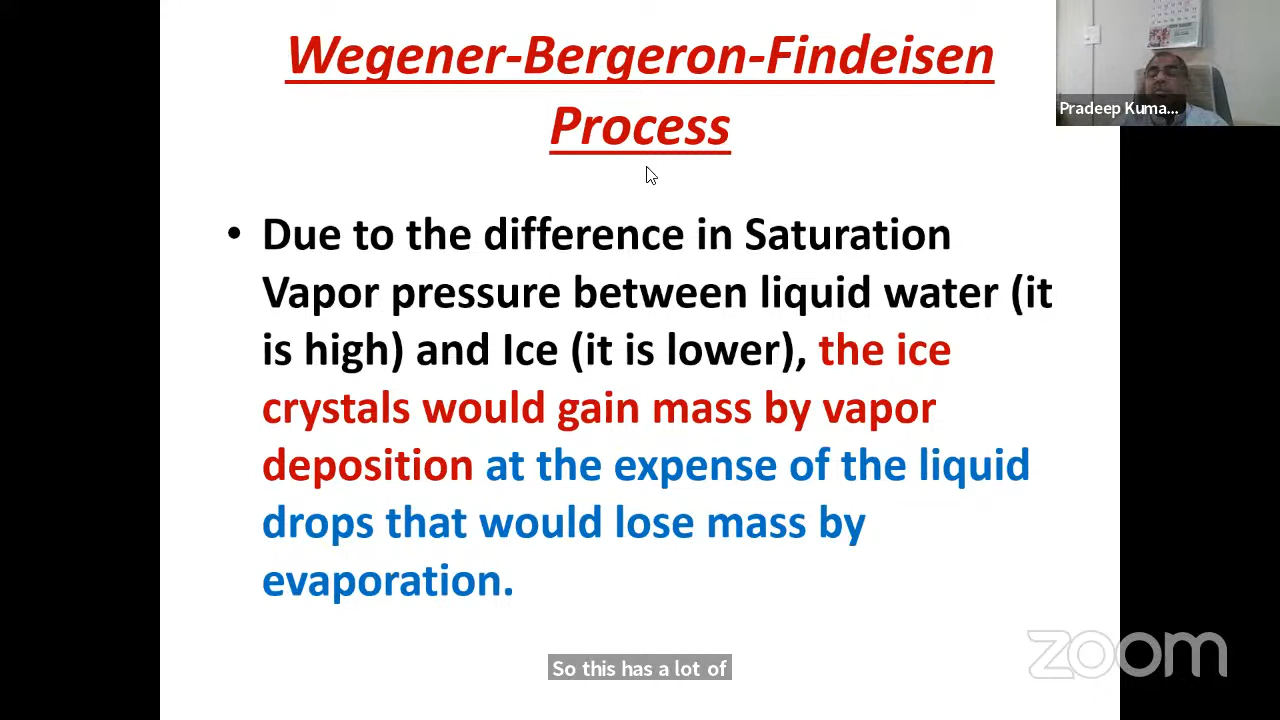 Wegener-Bergeron-Findeisen
Process
Pradeep Kuma...
• Due to the difference in Saturation
Vapor pressure between liquid water (it
is high) and Ice (it is lower), the ice
crystals would gain mass by vapor
deposition at the expense of the liquid
drops that would lose mass by
evaporation.
zoom
So this has a lot of